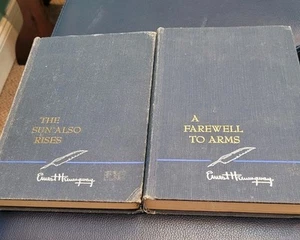 THE
SUN ALSO
RISES
Ernest Hemingway
A
FAREWELL
TO ARMS
Ernest Hemingway